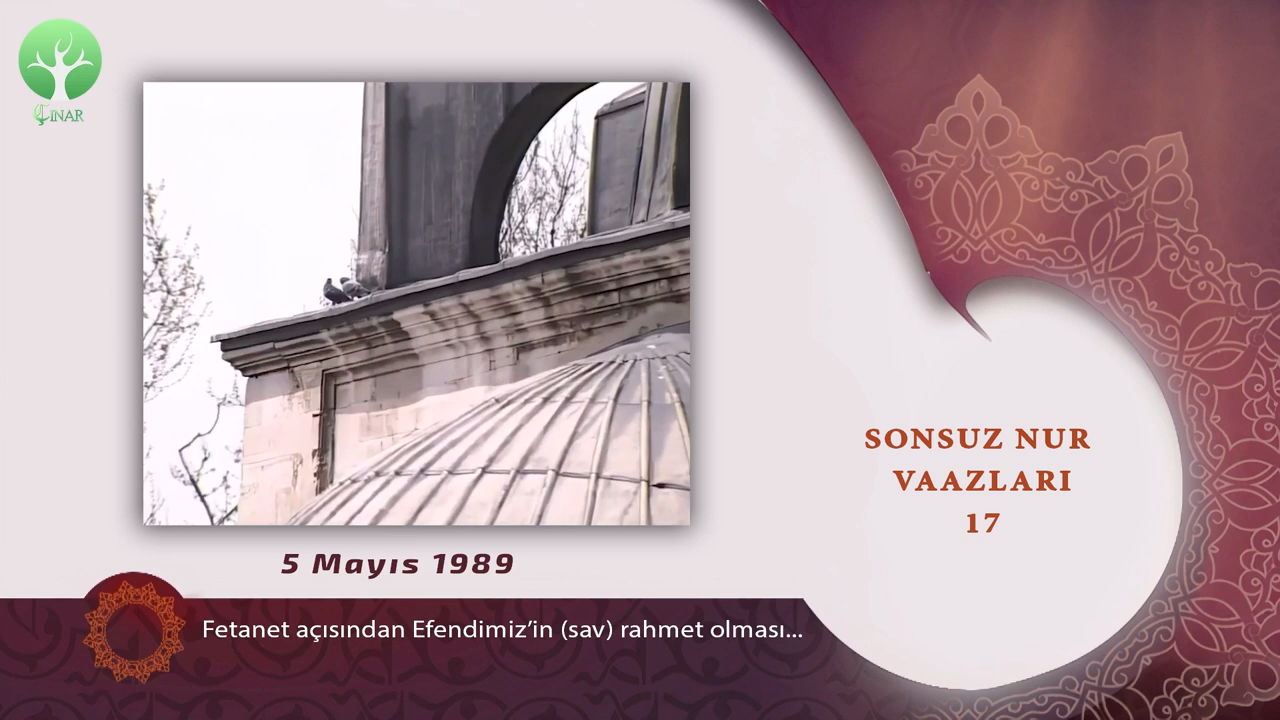 ÇINAR
SONSUZ NUR
VAAZLARI
17
5 Mayıs 1989
Fetanet açısından Efendimiz’in (sav) rahmet olması...